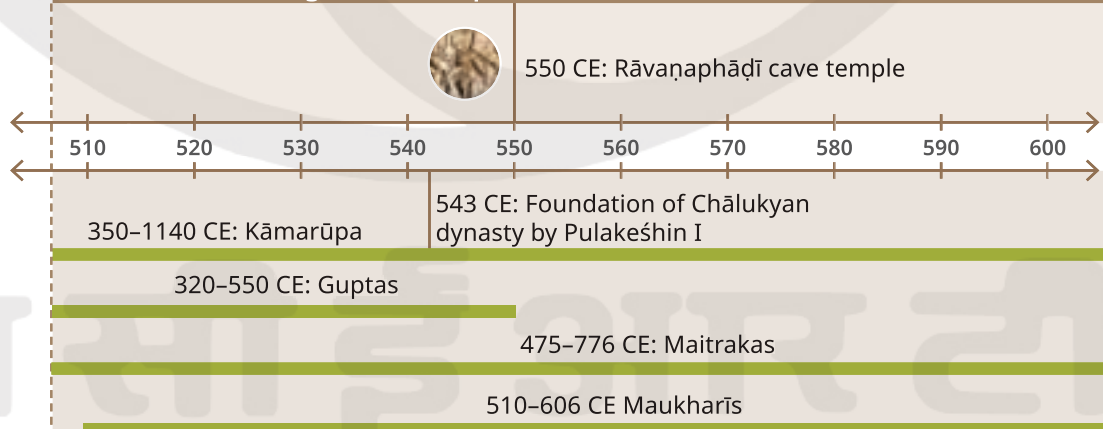 550 CE: Rāvaṇaphāḍī cave temple
510 520 530 540 550 560 570 580 590 600
543 CE: Foundation of Chālukyan
dynasty by Pulakeśhin I
350–1140 CE: Kāmarūpa
320–550 CE: Guptas
475–776 CE: Maitrakas
510–606 CE Maukharīs